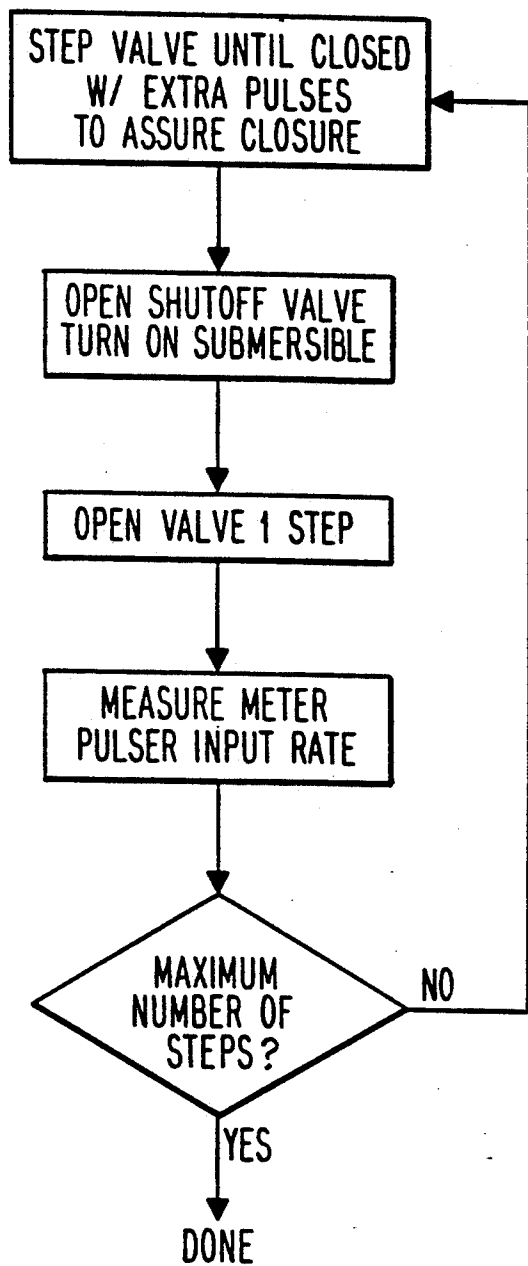 STEP VALVE UNTIL CLOSED
W/ EXTRA PULSES
TO ASSURE CLOSURE
OPEN SHUTOFF VALVE
TURN ON SUBMERSIBLE
OPEN VALVE 1 STEP
MEASURE METER
PULSER INPUT RATE
MAXIMUM
NUMBER OF
STEPS?
NO
YES
DONE